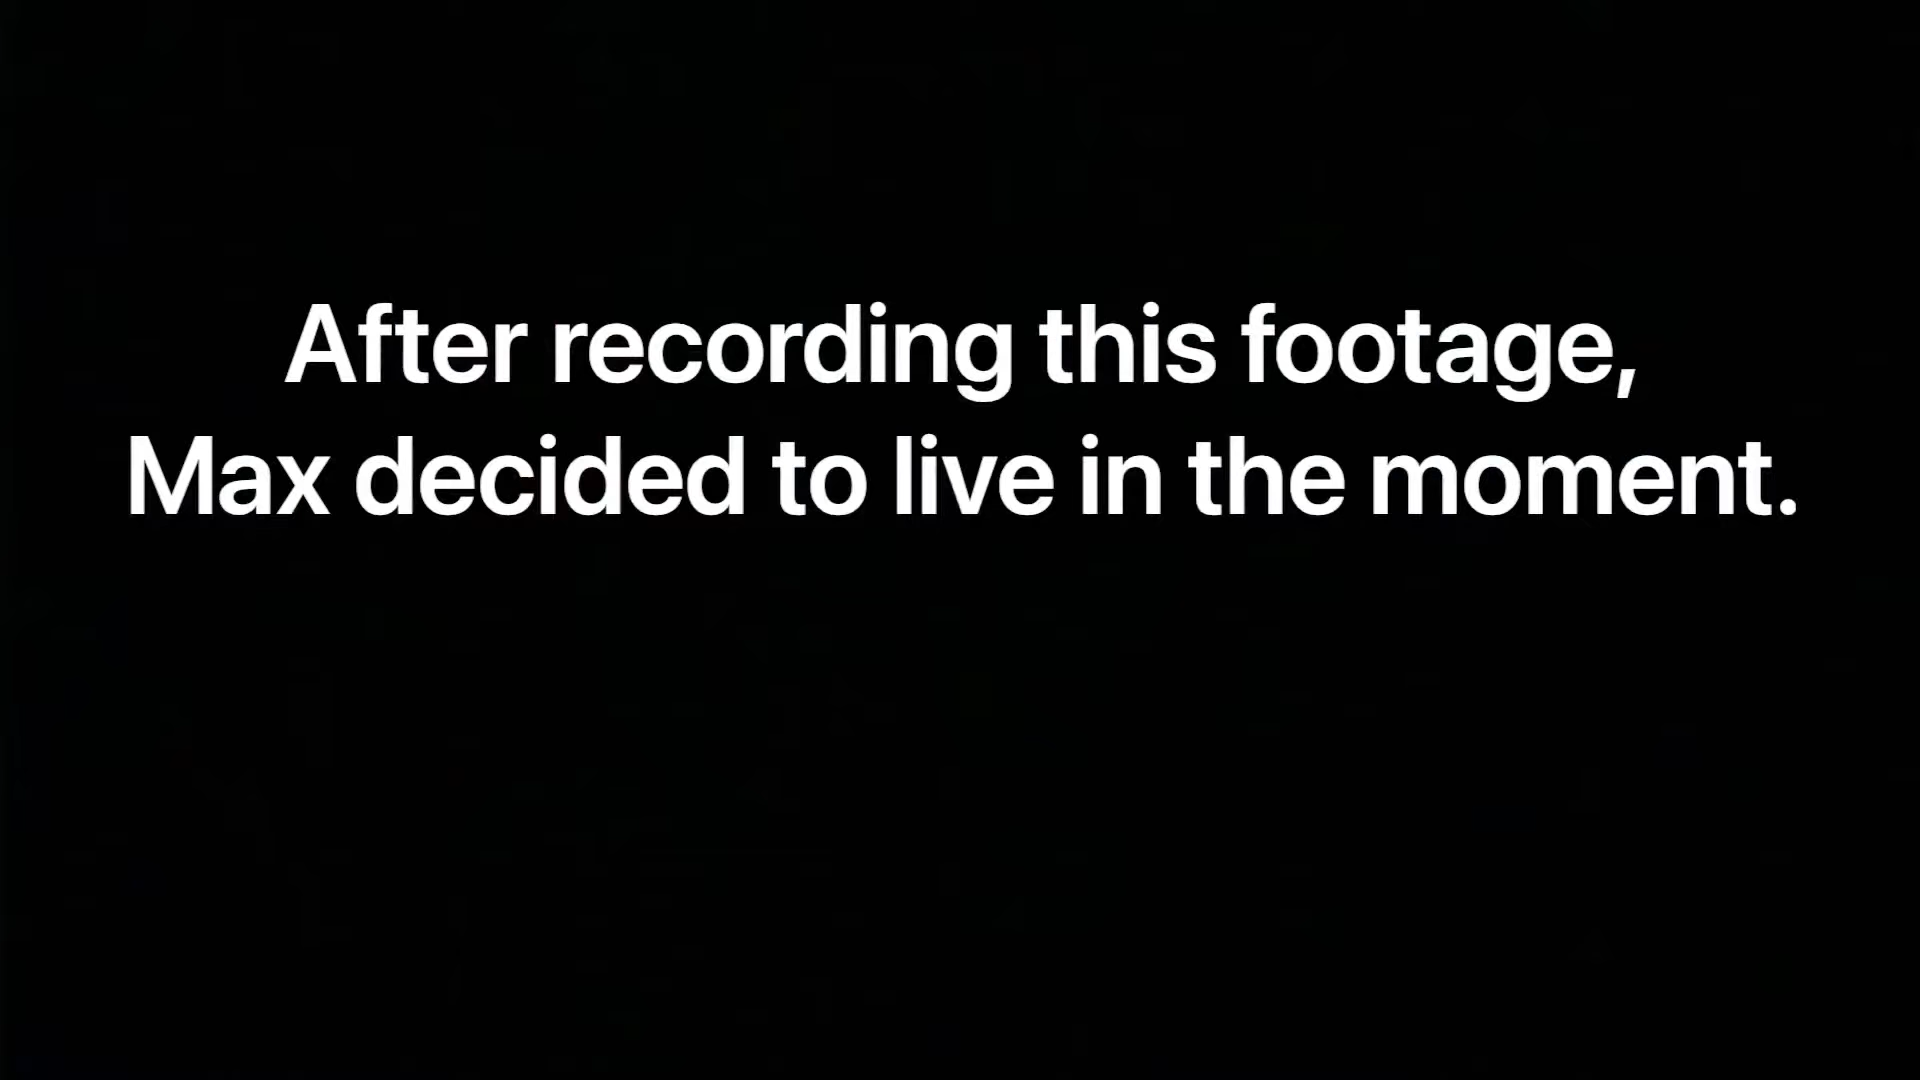 After recording this footage,
Max decided to live in the moment.